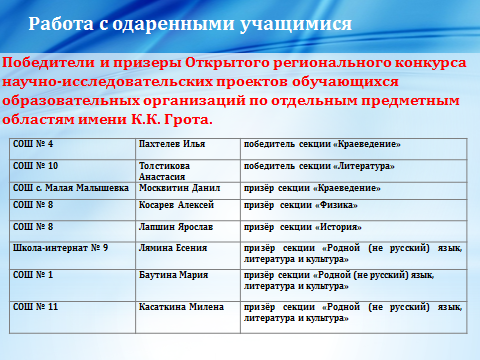 Работа с одаренными учащимися
Победители и призеры Открытого регионального конкурса
научно-исследовательских проектов обучающихся
образовательных организаций по отдельным предметным
областям имени К.К. Грота.
СОШ № 4 Пахтелев Илья победитель секции «Краеведение»
СОШ № 10 Толстикова победитель секции «Литература»
Анастасия
СОШ с. Малая Малышевка Москвитин Данил призёр секции «Краеведение»
СОШ № 8 Косарев Алексей призёр секции «Физика»
СОШ № 8 Лапшин Ярослав призёр секции «История»
Школа-интернат № 9 Лямина Есения призёр секции «Родной (не русский) язык,
литература и культура»
СОШ № 1 Баутина Мария призёр секции «Родной (не русский) язык,
литература и культура»
СОШ № 11 Касаткина Милена призёр секции «Родной (не русский) язык,
литература и культура»